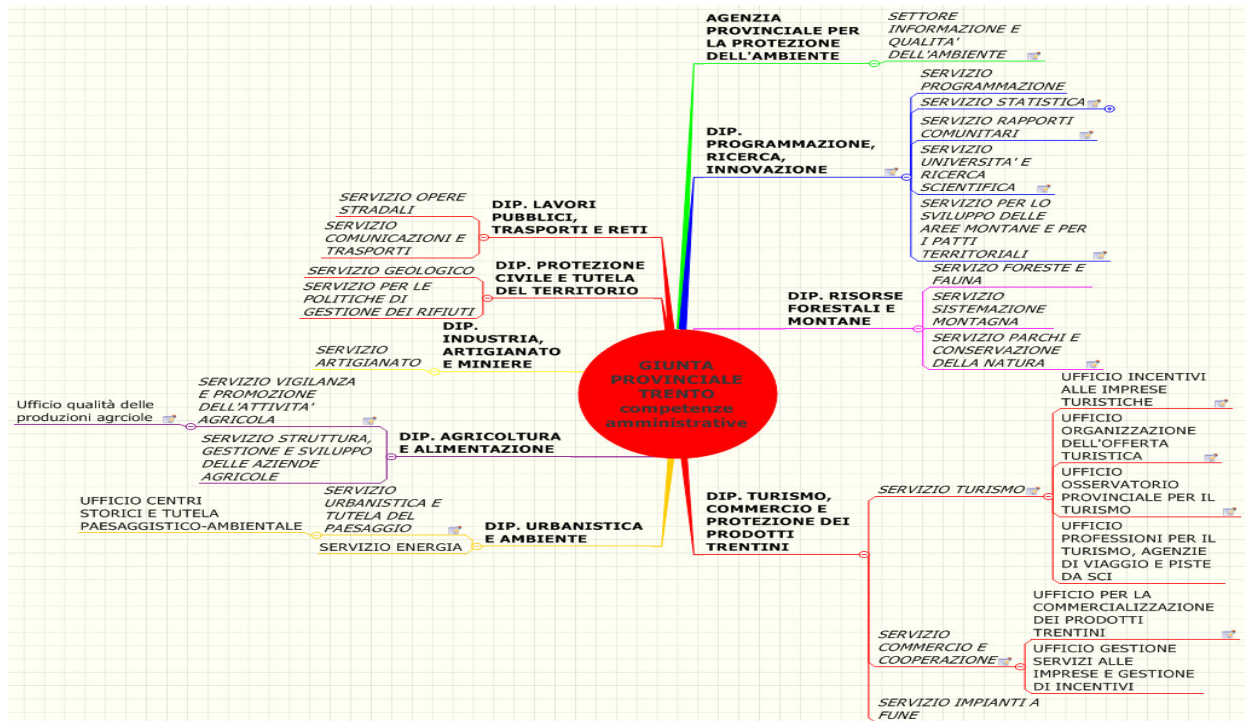 AGENZIA
PROVINCIALE PER
LA PROTEZIONE
DELL'AMBIENTE
SETTORE
INFORMAZIONE E
QUALITA'
DELL'AMBIENTE
DIP.
PROGRAMMAZIONE,
RICERCA,
INNOVAZIONE
SERVIZIO
PROGRAMMAZIONE
SERVIZIO STATISTICA
SERVIZIO RAPPORTI
COMUNITARI
SERVIZIO
UNIVERSITA' E
RICERCA
SCIENTIFICA
SERVIZIO PER LO
SVILUPPO DELLE
AREE MONTANE E PER
I PATTI
TERRITORIALI
DIP. RISORSE
FORESTALI E
MONTANE
SERVIZO FORESTE E
FAUNA
SERVIZIO
SISTEMAZIONE
MONTAGNA
SERVIZIO PARCHI E
CONSERVAZIONE
DELLA NATURA
DIP. TURISMO,
COMMERCIO E
PROTEZIONE DEI
PRODOTTI
TRENTINI
SERVIZIO TURISMO
UFFICIO INCENTIVI
ALLE IMPRESE
TURISTICHE
UFFICIO
ORGANIZZAZIONE
DELL'OFFERTA
TURISTICA
UFFICIO
OSSERVATORIO
PROVINCIALE PER IL
TURISMO
UFFICIO
PROFESSIONI PER IL
TURISMO, AGENZIE
DI VIAGGIO E PISTE
DA SCI
SERVIZIO
COMMERCIO E
COOPERAZIONE
UFFICIO PER LA
COMMERCIALIZZAZIONE
DEI PRODOTTI
TRENTINI
UFFICIO GESTIONE
SERVIZI ALLE
IMPRESE E GESTIONE
DI INCENTIVI
SERVIZIO IMPIANTI A
FUNE
GIUNTA
PROVINCIALE
TRENTO
competenze
amministrative
DIP. LAVORI
PUBBLICI,
TRASPORTI E RETI
SERVIZIO OPERE
STRADALI
SERVIZIO
COMUNICAZIONI E
TRASPORTI
DIP. PROTEZIONE
CIVILE E TUTELA
DEL TERRITORIO
SERVIZIO GEOLOGICO
SERVIZIO PER LE
POLITICHE DI
GESTIONE DEI RIFIUTI
DIP.
INDUSTRIA,
ARTIGIANATO
E MINIERE
SERVIZIO
ARTIGIANATO
DIP. AGRICOLTURA
E ALIMENTAZIONE
SERVIZIO VIGILANZA
E PROMOZIONE
DELL'ATTIVITA'
AGRICOLA
Ufficio qualità delle
produzioni agrciole
SERVIZIO STRUTTURA,
GESTIONE E SVILUPPO
DELLE AZIENDE
AGRICOLE
DIP. URBANISTICA
E AMBIENTE
SERVIZIO
URBANISTICA E
TUTELA DEL
PAESAGGIO
UFFICIO CENTRI
STORICI E TUTELA
PAESAGGISTICO-AMBIENTALE
SERVIZIO ENERGIA